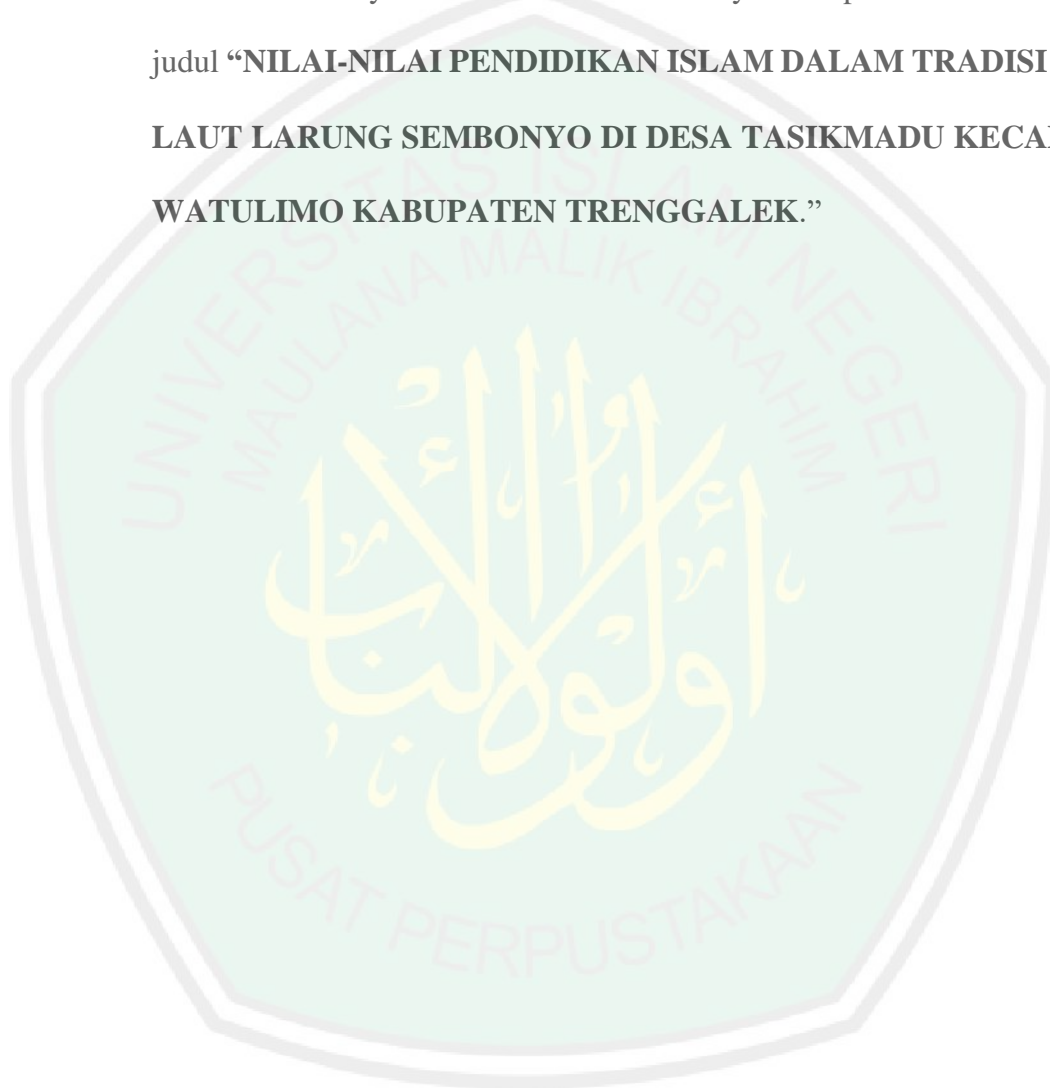 judul “NILAI-NILAI PENDIDIKAN ISLAM DALAM TRADISI
LAUT LARUNG SEMBONYO DI DESA TASIKMADU
WATULIMO KABUPATEN TRENGGALEK.”
UNIVERSITAS ISLAM NEGERI
MAULANA MALIK IBRAHIM
أولوا الألباب
PUSAT PERPUSTAKAAN